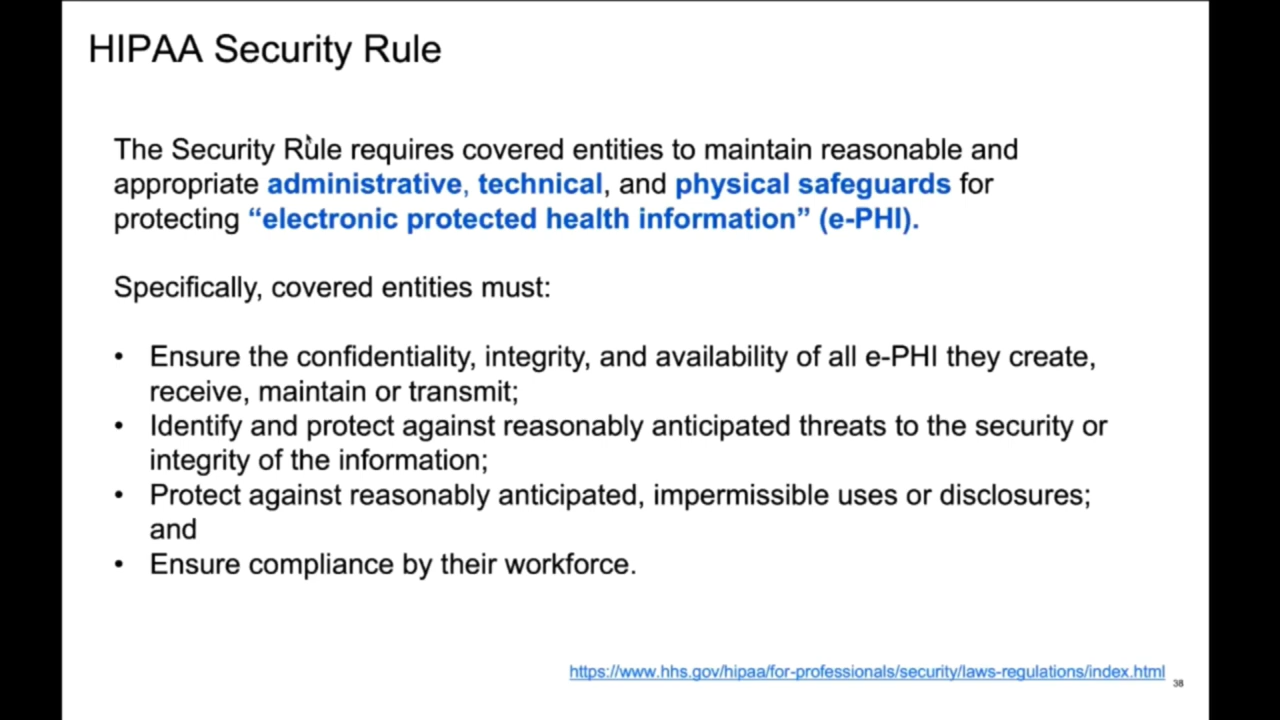 HIPAA Security Rule
The Security Rule requires covered entities to maintain reasonable and
appropriate administrative, technical, and physical safeguards for
protecting “electronic protected health information” (e-PHI).
Specifically, covered entities must:
• Ensure the confidentiality, integrity, and availability of all e-PHI they create,
receive, maintain or transmit;
• Identify and protect against reasonably anticipated threats to the security or
integrity of the information;
• Protect against reasonably anticipated, impermissible uses or disclosures;
and
• Ensure compliance by their workforce.
https://www.hhs.gov/hipaa/for-professionals/security/laws-regulations/index.html
38